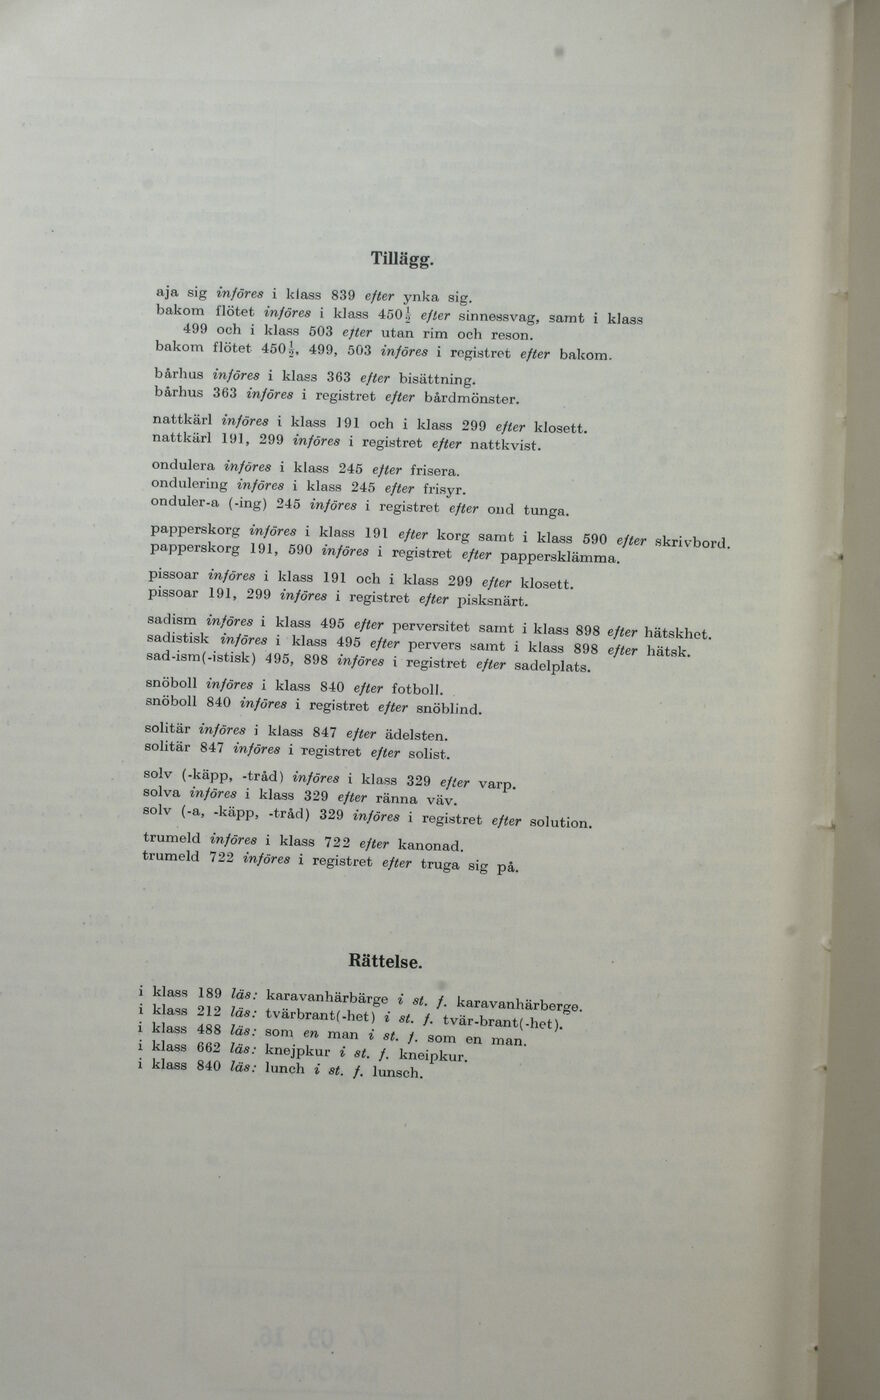 Tillägg.
aja sig införes i klass 839 efter ynka sig.
bakom flötet införes i klass 450½ efter sinnessvag, samt i klass
499 och i klass 503 efter utan rim och reson.
bakom flötet 450½, 499, 503 införes i registret efter bakom.
bårhus införes i klass 363 efter bisättning.
bårhus 363 införes i registret efter bårdmönster.
nattkärl införes i klass 191 och i klass 299 efter klosett.
nattkärl 191, 299 införes i registret efter nattkvist.
ondulera införes i klass 245 efter frisera.
ondulering införes i klass 245 efter frisyr.
onduler-a (-ing) 245 införes i registret efter ond tunga.
papperskorg införes i klass 191 efter korg samt i klass 590 efter skrivbord.
papperskorg 191, 590 införes i registret efter pappersklämma.
pissoar införes i klass 191 och i klass 299 efter klosett.
pissoar 191, 299 införes i registret efter pisksnärt.
sadism införes i klass 495 efter perversitet samt i klass 898 efter hätskhet.
sadistisk införes i klass 495 efter pervers samt i klass 898 efter hätsk.
sad-ism(-istisk) 495, 898 införes i registret efter sadelplats.
snöboll införes i klass 840 efter fotboll.
snöboll 840 införes i registret efter snöblind.
solitär införes i klass 847 efter ädelsten.
solitär 847 införes i registret efter solist.
solv (-käpp, -tråd) införes i klass 329 efter varp.
solva införes i klass 329 efter ränna väv.
solv (-a, -käpp, -tråd) 329 införes i registret efter solution.
trumeld införes i klass 722 efter kanonad.
trumeld 722 införes i registret efter truga sig på.
Rättelse.
i klass 189 läs: karavanhärbärge i st. f. karavanhärberge.
i klass 212 läs: tvärbrant(-het) i st. f. tvär-brant(-het).
i klass 488 läs: som en man i st. f. som en man.
i klass 662 läs: knejpkur i st. f. kneipkur.
i klass 840 läs: lunch i st. f. lunsch.